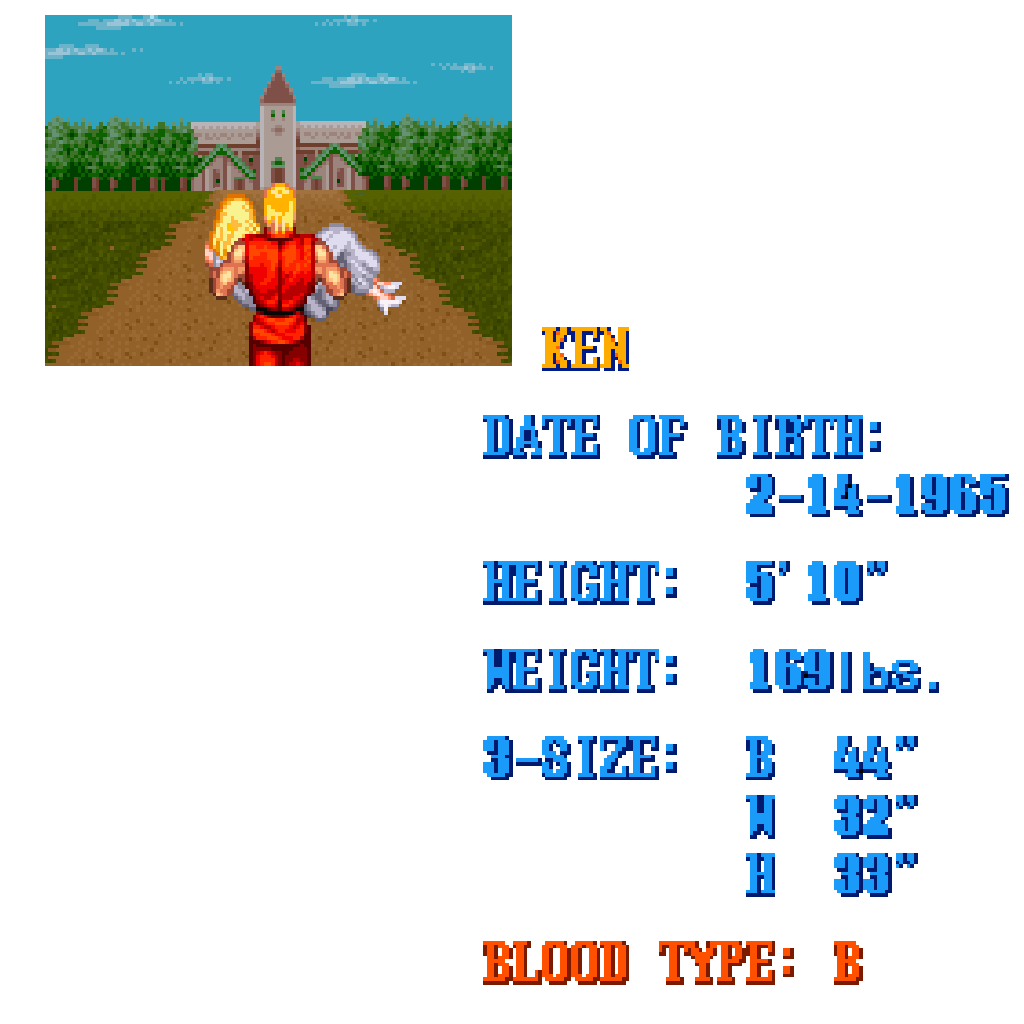 KEN
DATE OF BIRTH:
2-14-1965
HEIGHT: 5'10"
WEIGHT: 169lbs.
3-SIZE: B 44"
W 32"
H 33"
BLOOD TYPE: B